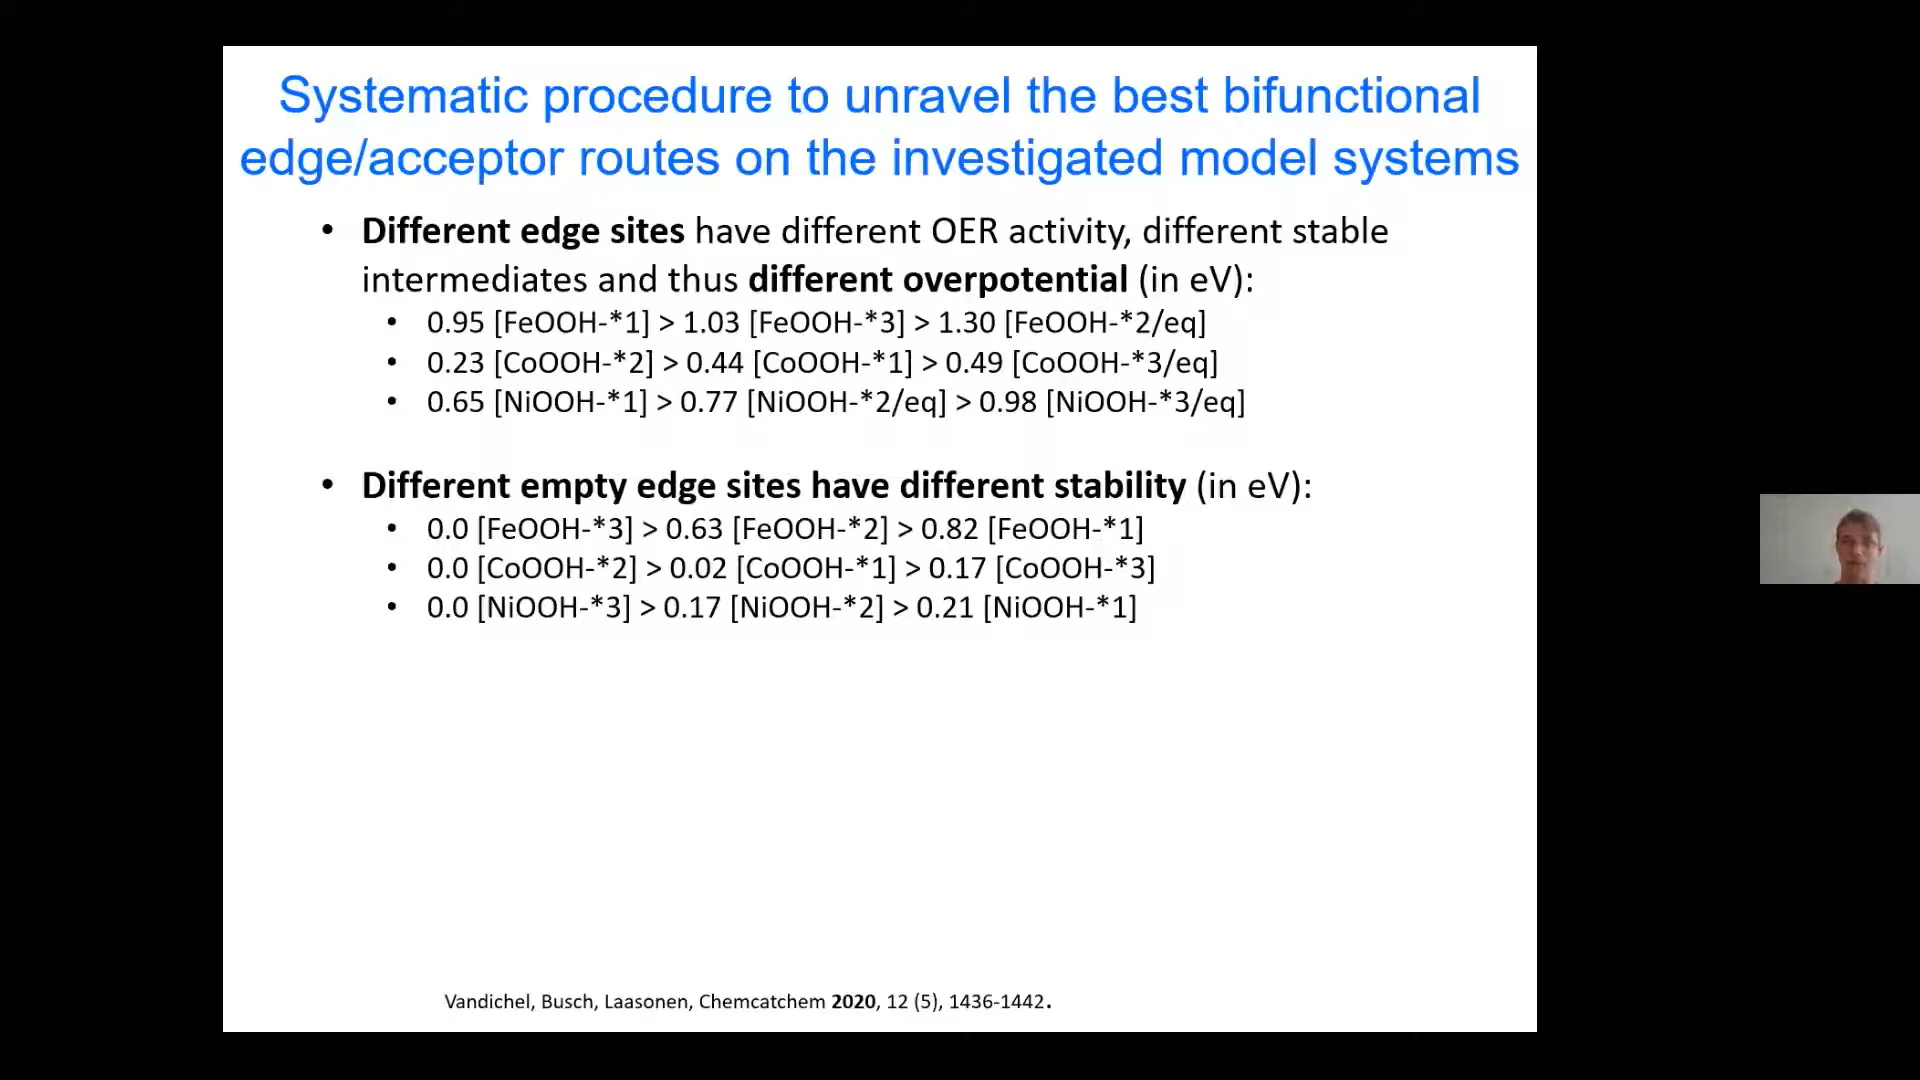 Systematic procedure to unravel the best bifunctional
edge/acceptor routes on the investigated model systems
• Different edge sites have different OER activity, different stable
intermediates and thus different overpotential (in eV):
• 0.95 [FeOOH-*1] > 1.03 [FeOOH-*3] > 1.30 [FeOOH-*2/eq]
• 0.23 [CoOOH-*2] > 0.44 [CoOOH-*1] > 0.49 [CoOOH-*3/eq]
• 0.65 [NiOOH-*1] > 0.77 [NiOOH-*2/eq] > 0.98 [NiOOH-*3/eq]
• Different empty edge sites have different stability (in eV):
• 0.0 [FeOOH-*3] > 0.63 [FeOOH-*2] > 0.82 [FeOOH-*1]
• 0.0 [CoOOH-*2] > 0.02 [CoOOH-*1] > 0.17 [CoOOH-*3]
• 0.0 [NiOOH-*3] > 0.17 [NiOOH-*2] > 0.21 [NiOOH-*1]
Vandichel, Busch, Laasonen, Chemcatchem 2020, 12 (5), 1436-1442.